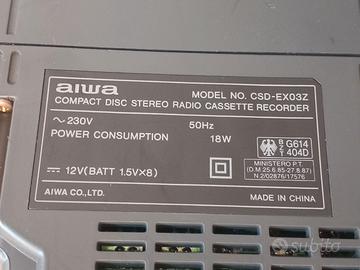 aiwa
MODEL NO. CSD-EX03Z
COMPACT DISC STEREO RADIO CASSETTE RECORDER
~230V 50Hz
POWER CONSUMPTION 18W
BZT G614 404D
12V(BATT 1.5V×8)
MINISTERO P.T.
(D.M 25.6.85-27.8.87)
N.2/02876/17576
AIWA CO., LTD.
MADE IN CHINA
subito